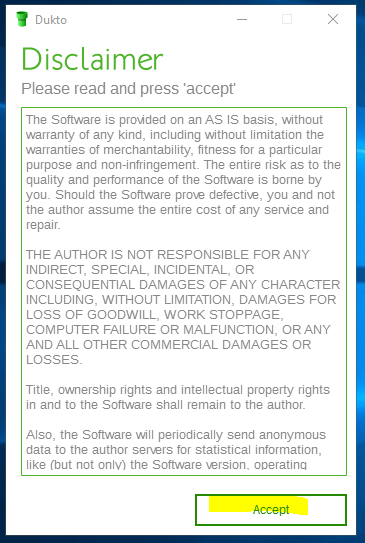 Dukto
Disclaimer
Please read and press 'accept'
The Software is provided on an AS IS basis, without
warranty of any kind, including without limitation the
warranties of merchantability, fitness for a particular
purpose and non-infringement. The entire risk as to the
quality and performance of the Software is borne by
you. Should the Software prove defective, you and not
the author assume the entire cost of any service and
repair.
THE AUTHOR IS NOT RESPONSIBLE FOR ANY
INDIRECT, SPECIAL, INCIDENTAL, OR
CONSEQUENTIAL DAMAGES OF ANY CHARACTER
INCLUDING, WITHOUT LIMITATION, DAMAGES FOR
LOSS OF GOODWILL, WORK STOPPAGE,
COMPUTER FAILURE OR MALFUNCTION, OR ANY
AND ALL OTHER COMMERCIAL DAMAGES OR
LOSSES.
Title, ownership rights and intellectual property rights
in and to the Software shall remain to the author.
Also, the Software will periodically send anonymous
data to the author servers for statistical information,
like (but not only) the Software version, operating
Accept